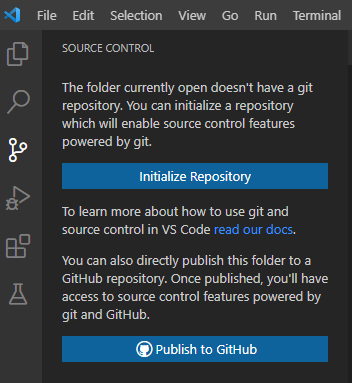 File Edit Selection View Go Run Terminal
SOURCE CONTROL
The folder currently open doesn't have a git
repository. You can initialize a repository
which will enable source control features
powered by git.
Initialize Repository
To learn more about how to use git and
source control in VS Code read our docs.
You can also directly publish this folder to a
GitHub repository. Once published, you'll have
access to source control features powered by
git and GitHub.
Publish to GitHub